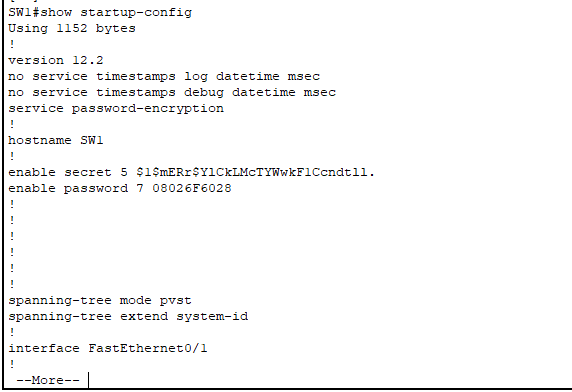 SW1#show startup-config
Using 1152 bytes
!
version 12.2
no service timestamps log datetime msec
no service timestamps debug datetime msec
service password-encryption
!
hostname SW1
!
enable secret 5 $1$mERr$YlCkLMcTYWwkF1Ccndtll.
enable password 7 08026F6028
!
!
!
!
!
!
spanning-tree mode pvst
spanning-tree extend system-id
!
interface FastEthernet0/1
!
--More--